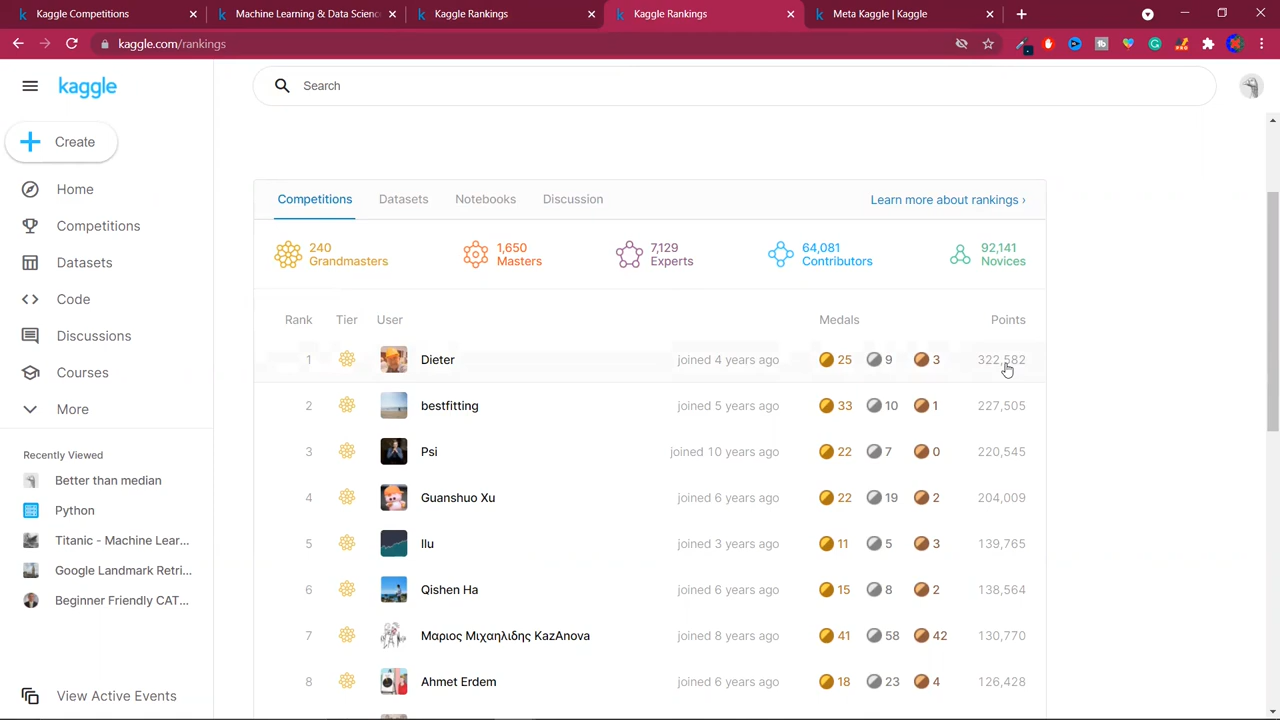 Kaggle Competitions
Machine Learning & Data Scienc
Kaggle Rankings
Kaggle Rankings
Meta Kaggle | Kaggle
kaggle.com/rankings
kaggle
Search
Create
Home
Competitions
Datasets
Code
Discussions
Courses
More
Recently Viewed
Better than median
Python
Titanic - Machine Lear...
Google Landmark Retri...
Beginner Friendly CAT...
View Active Events
Competitions Datasets Notebooks Discussion Learn more about rankings ›
240 Grandmasters
1,650 Masters
7,129 Experts
64,081 Contributors
92,141 Novices
Rank Tier User Medals Points
1 Dieter joined 4 years ago 25 9 3 322,582
2 bestfitting joined 5 years ago 33 10 1 227,505
3 Psi joined 10 years ago 22 7 0 220,545
4 Guanshuo Xu joined 6 years ago 22 19 2 204,009
5 llu joined 3 years ago 11 5 3 139,765
6 Qishen Ha joined 6 years ago 15 8 2 138,564
7 Μαριος Μιχαηλιδης KazAnova joined 8 years ago 41 58 42 130,770
8 Ahmet Erdem joined 6 years ago 18 23 4 126,428